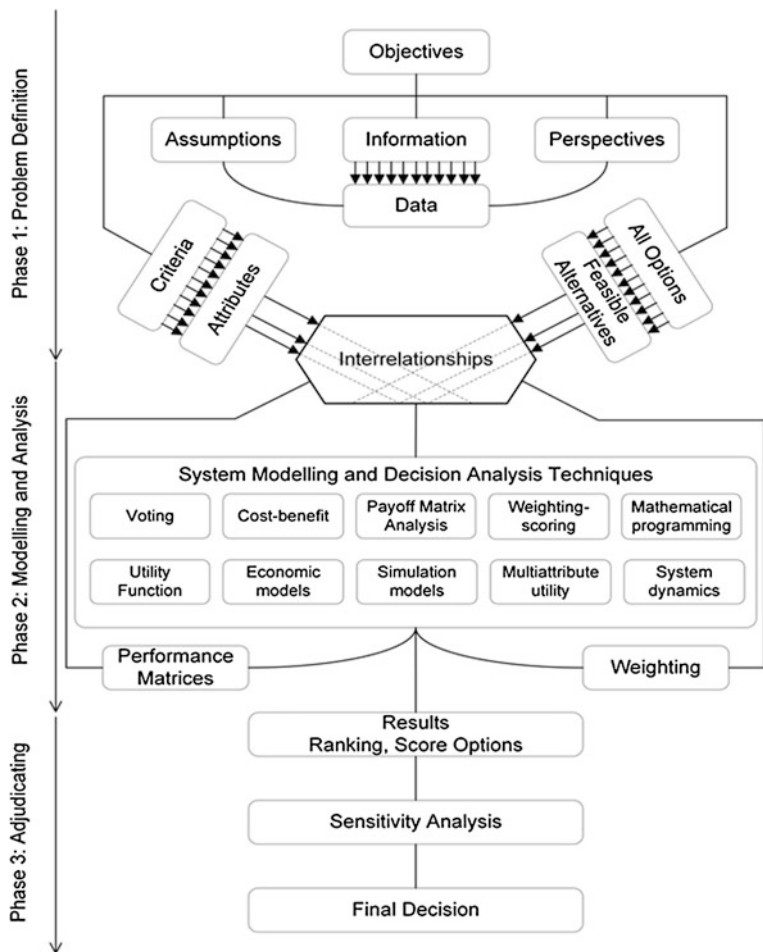 Phase 1: Problem Definition
Objectives
Assumptions
Information
Perspectives
Data
Criteria
Attributes
All Options
Feasible
Alternatives
Interrelationships
Phase 2: Modelling and Analysis
System Modelling and Decision Analysis Techniques
Voting
Cost-benefit
Payoff Matrix
Analysis
Weighting-
scoring
Mathematical
programming
Utility
Function
Economic
models
Simulation
models
Multiattribute
utility
System
dynamics
Performance
Matrices
Weighting
Phase 3: Adjudicating
Results
Ranking, Score Options
Sensitivity Analysis
Final Decision